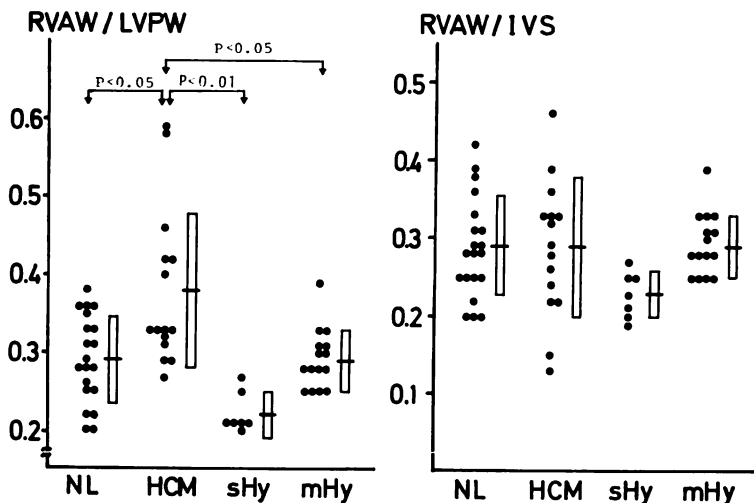 RVAW/LVPW
P<0.05
P<0.05
P<0.01
0.6
0.5
0.4
0.3
0.2
NL HCM sHy mHy
RVAW/IVS
0.5
0.4
0.3
0.2
0.1
NL HCM sHy mHy